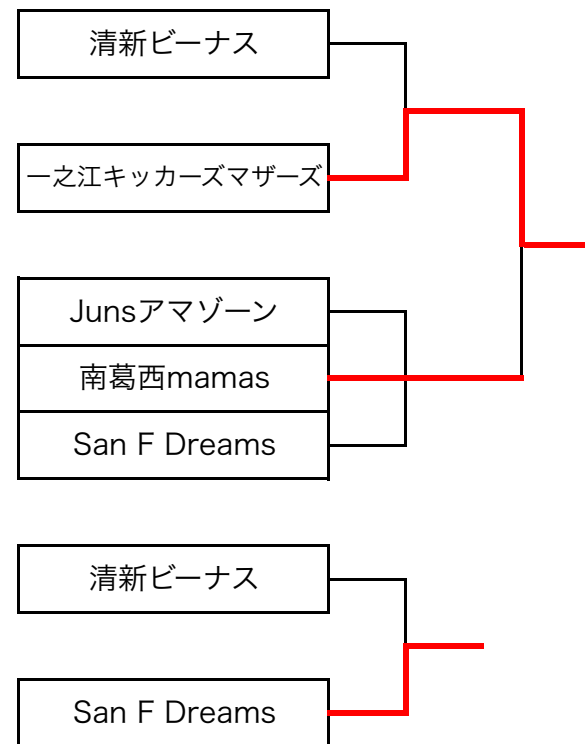 清新ビーナス
一之江キッカーズマザーズ
Junsアマゾーン
南葛西mamas
San F Dreams
清新ビーナス
San F Dreams